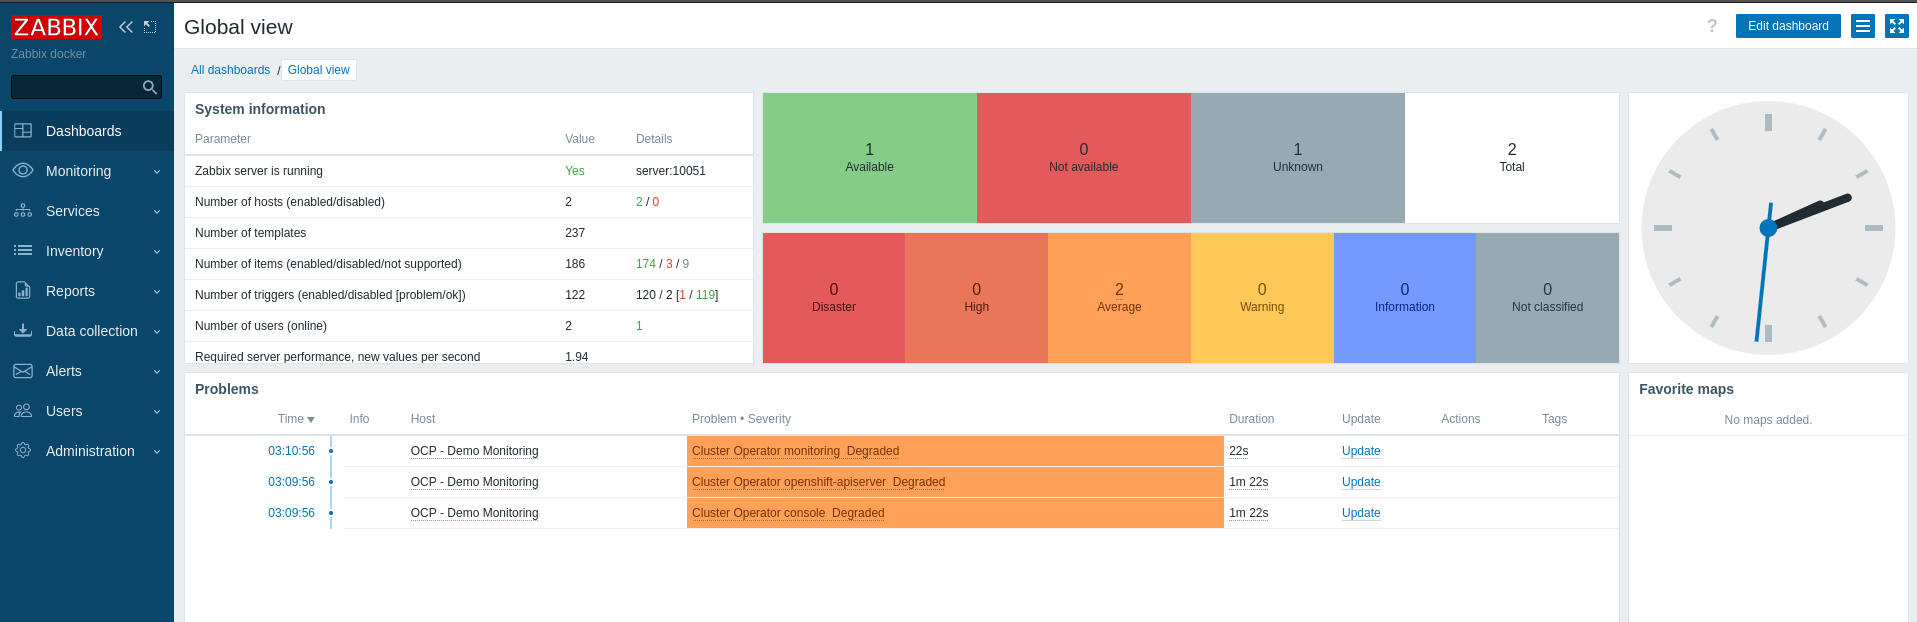 ZABBIX
Zabbix docker
Dashboards
Monitoring
Services
Inventory
Reports
Data collection
Alerts
Users
Administration
Global view
?
Edit dashboard
All dashboards / Global view
System information
Parameter Value Details
Zabbix server is running Yes server:10051
Number of hosts (enabled/disabled) 2 2 / 0
Number of templates 237
Number of items (enabled/disabled/not supported) 186 174 / 3 / 9
Number of triggers (enabled/disabled [problem/ok]) 122 120 / 2 [1 / 119]
Number of users (online) 2 1
Required server performance, new values per second 1.94
1 0 1 2
Available Not available Unknown Total
0 0 2 0 0 0
Disaster High Average Warning Information Not classified
Problems
Time Info Host Problem • Severity Duration Update Actions Tags
03:10:56 OCP - Demo Monitoring Cluster Operator monitoring Degraded 22s Update
03:09:56 OCP - Demo Monitoring Cluster Operator openshift-apiserver Degraded 1m 22s Update
03:09:56 OCP - Demo Monitoring Cluster Operator console Degraded 1m 22s Update
Favorite maps
No maps added.